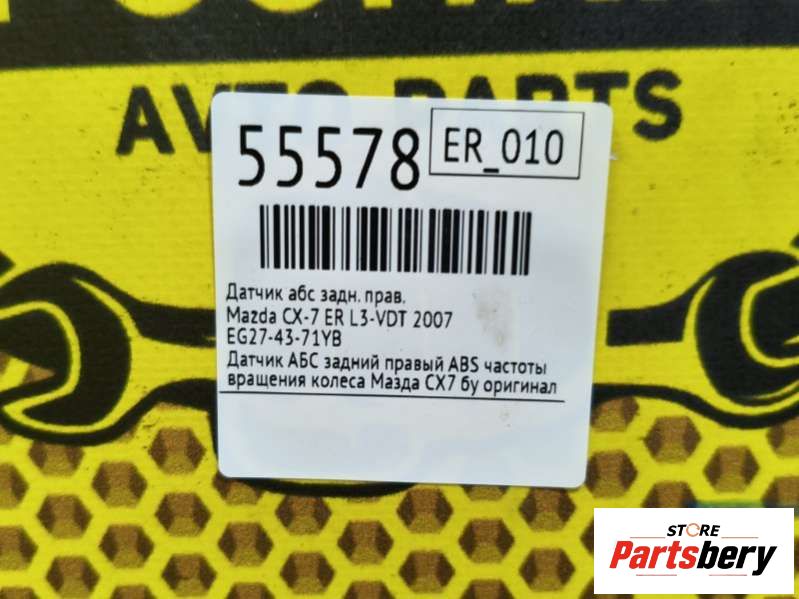 AVTO PARTS
55578
ER_010
Датчик абс задн. прав.
Mazda CX-7 ER L3-VDT 2007
EG27-43-71YB
Датчик АБС задний правый ABS частоты
вращения колеса Мазда СХ7 бу оригинал
STORE
Partsbery